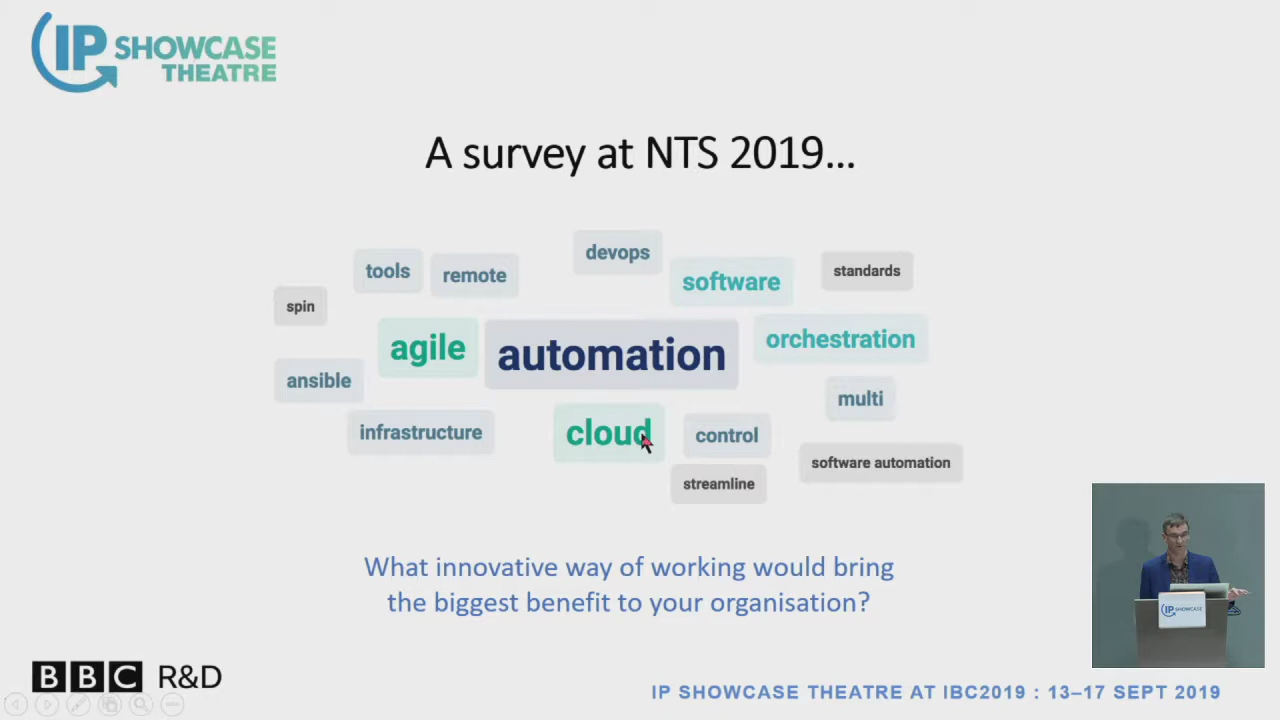 IP SHOWCASE
THEATRE
A survey at NTS 2019...
devops
tools
remote
software
standards
spin
agile
automation
orchestration
ansible
multi
infrastructure
cloud
control
software automation
streamline
What innovative way of working would bring
the biggest benefit to your organisation?
IP SHOWCASE
BBC R&D
IP SHOWCASE THEATRE AT IBC2019 : 13–17 SEPT 2019